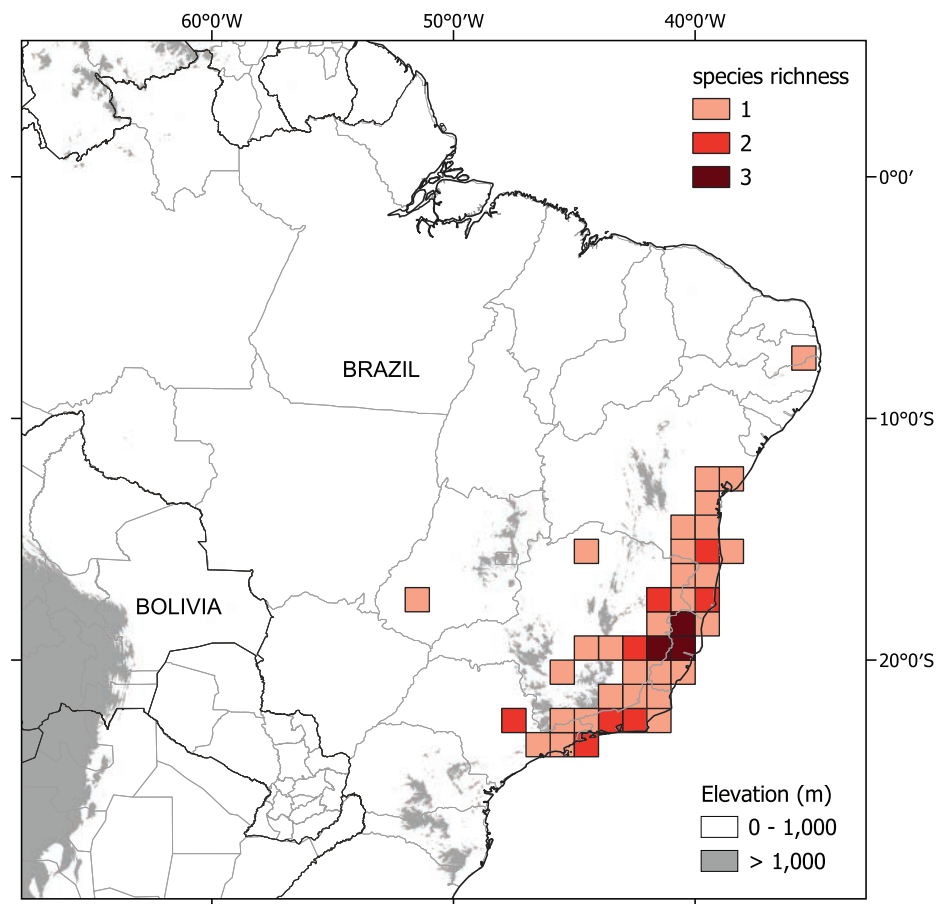 60°0'W 50°0'W 40°0'W
species richness
1
2
3
0°0'
BRAZIL
10°0'S
BOLIVIA
20°0'S
Elevation (m)
0 - 1,000
> 1,000